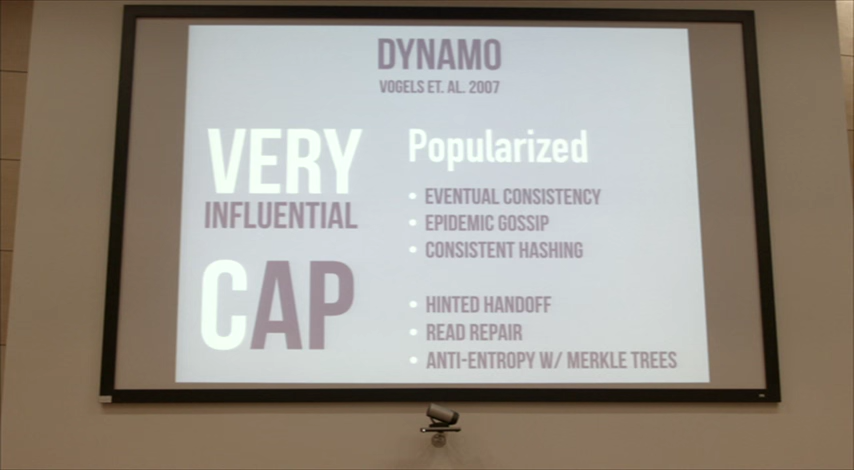 DYNAMO
VOGELS ET. AL. 2007
VERY
INFLUENTIAL
CAP
Popularized
• EVENTUAL CONSISTENCY
• EPIDEMIC GOSSIP
• CONSISTENT HASHING
• HINTED HANDOFF
• READ REPAIR
• ANTI-ENTROPY W/ MERKLE TREES